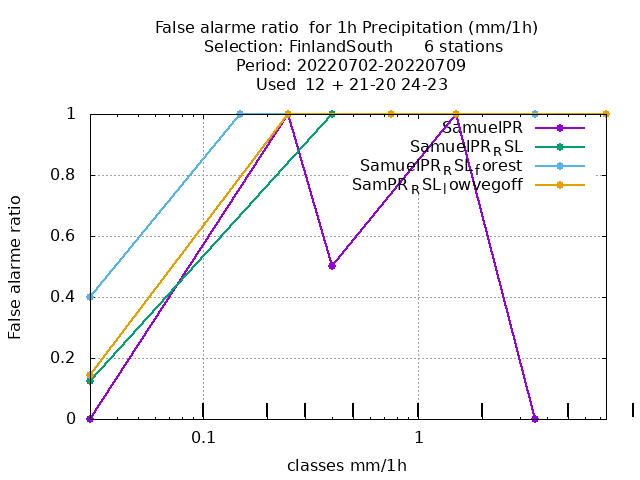 False alarme ratio  for 1h Precipitation (mm/1h)
Selection: FinlandSouth      6 stations
Period: 20220702-20220709
Used  12 + 21-20 24-23
SamuelPR
SamuelPR_RSL
SamuelPR_RSL_forest
SamPR_RSL_lowvegoff
1
0.8
0.6
0.4
0.2
0
False alarme ratio
0.1
1
classes mm/1h